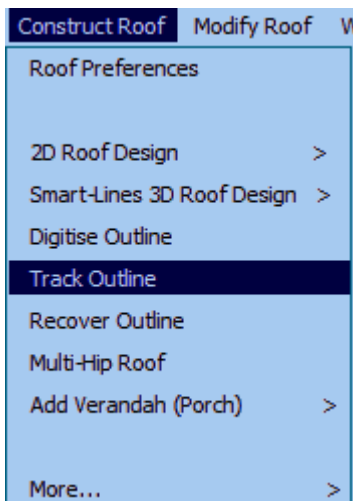 Construct Roof Modify Roof
Roof Preferences
2D Roof Design >
Smart-Lines 3D Roof Design >
Digitise Outline
Track Outline
Recover Outline
Multi-Hip Roof
Add Verandah (Porch) >
More... >